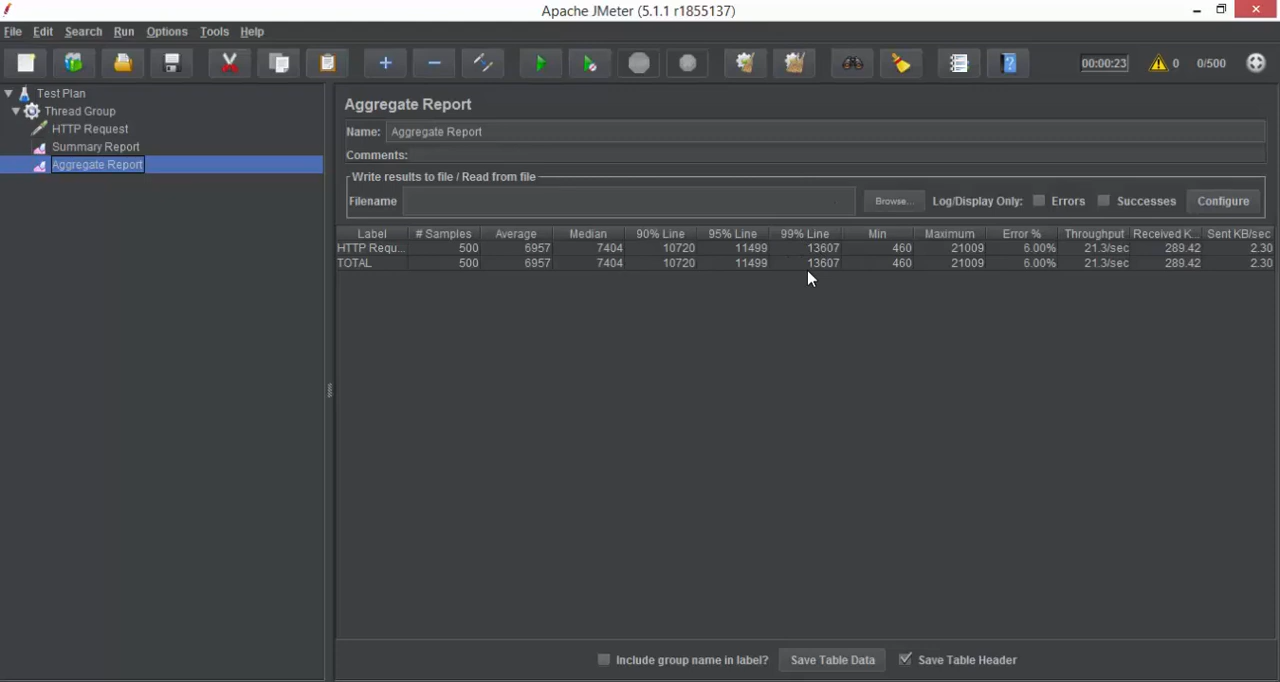 Apache JMeter (5.1.1 r1855137)
File Edit Search Run Options Tools Help
00:00:23 0 0/500
Test Plan
Thread Group
HTTP Request
Summary Report
Aggregate Report
Aggregate Report
Name: Aggregate Report
Comments:
Write results to file / Read from file
Filename Browse... Log/Display Only: Errors Successes Configure
Label # Samples Average Median 90% Line 95% Line 99% Line Min Maximum Error % Throughput Received K... Sent KB/sec
HTTP Requ... 500 6957 7404 10720 11499 13607 460 21009 6.00% 21.3/sec 289.42 2.30
TOTAL 500 6957 7404 10720 11499 13607 460 21009 6.00% 21.3/sec 289.42 2.30
Include group name in label? Save Table Data Save Table Header